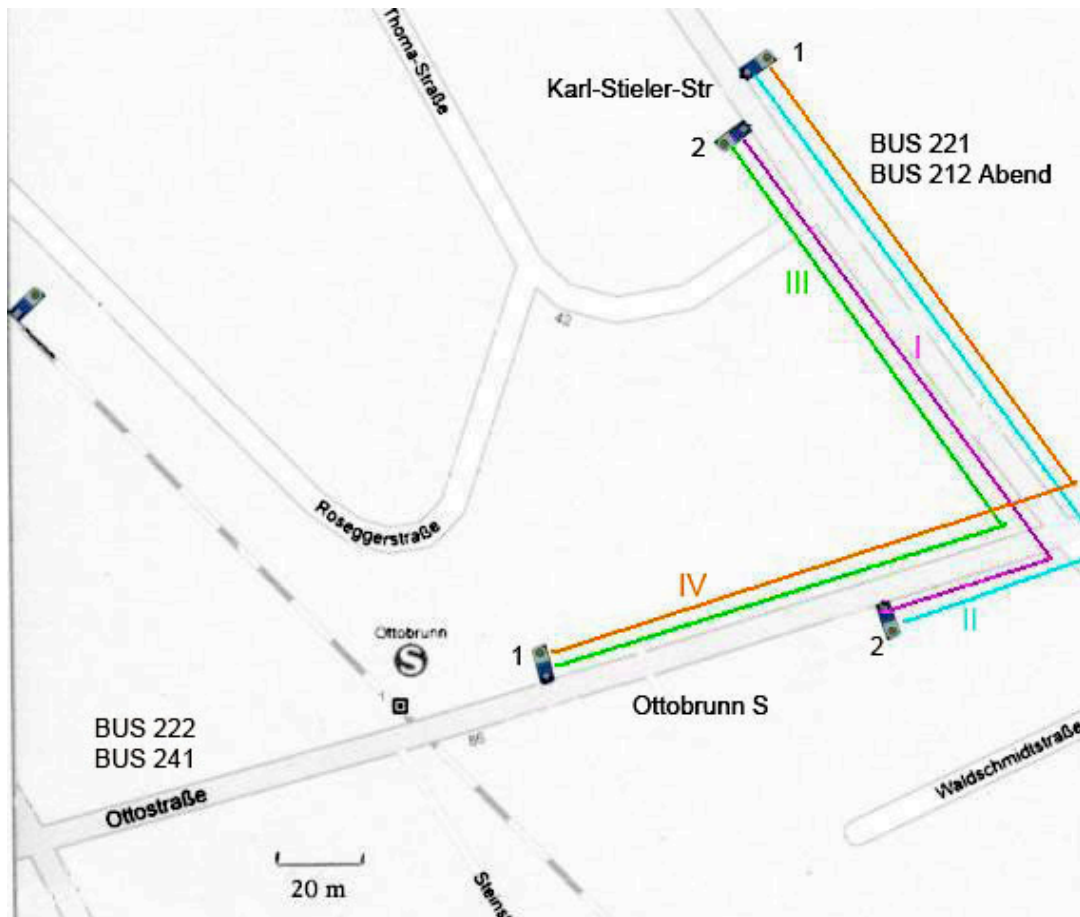 Thoma-Straße
1
Karl-Stieler-Str
2
BUS 221
BUS 212 Abend
III
42
I
Roseggerstraße
IV
II
Ottobrunn
S
1
2
Ottobrunn S
BUS 222
BUS 241
86
Waldschmidtstraße
Ottostraße
20 m